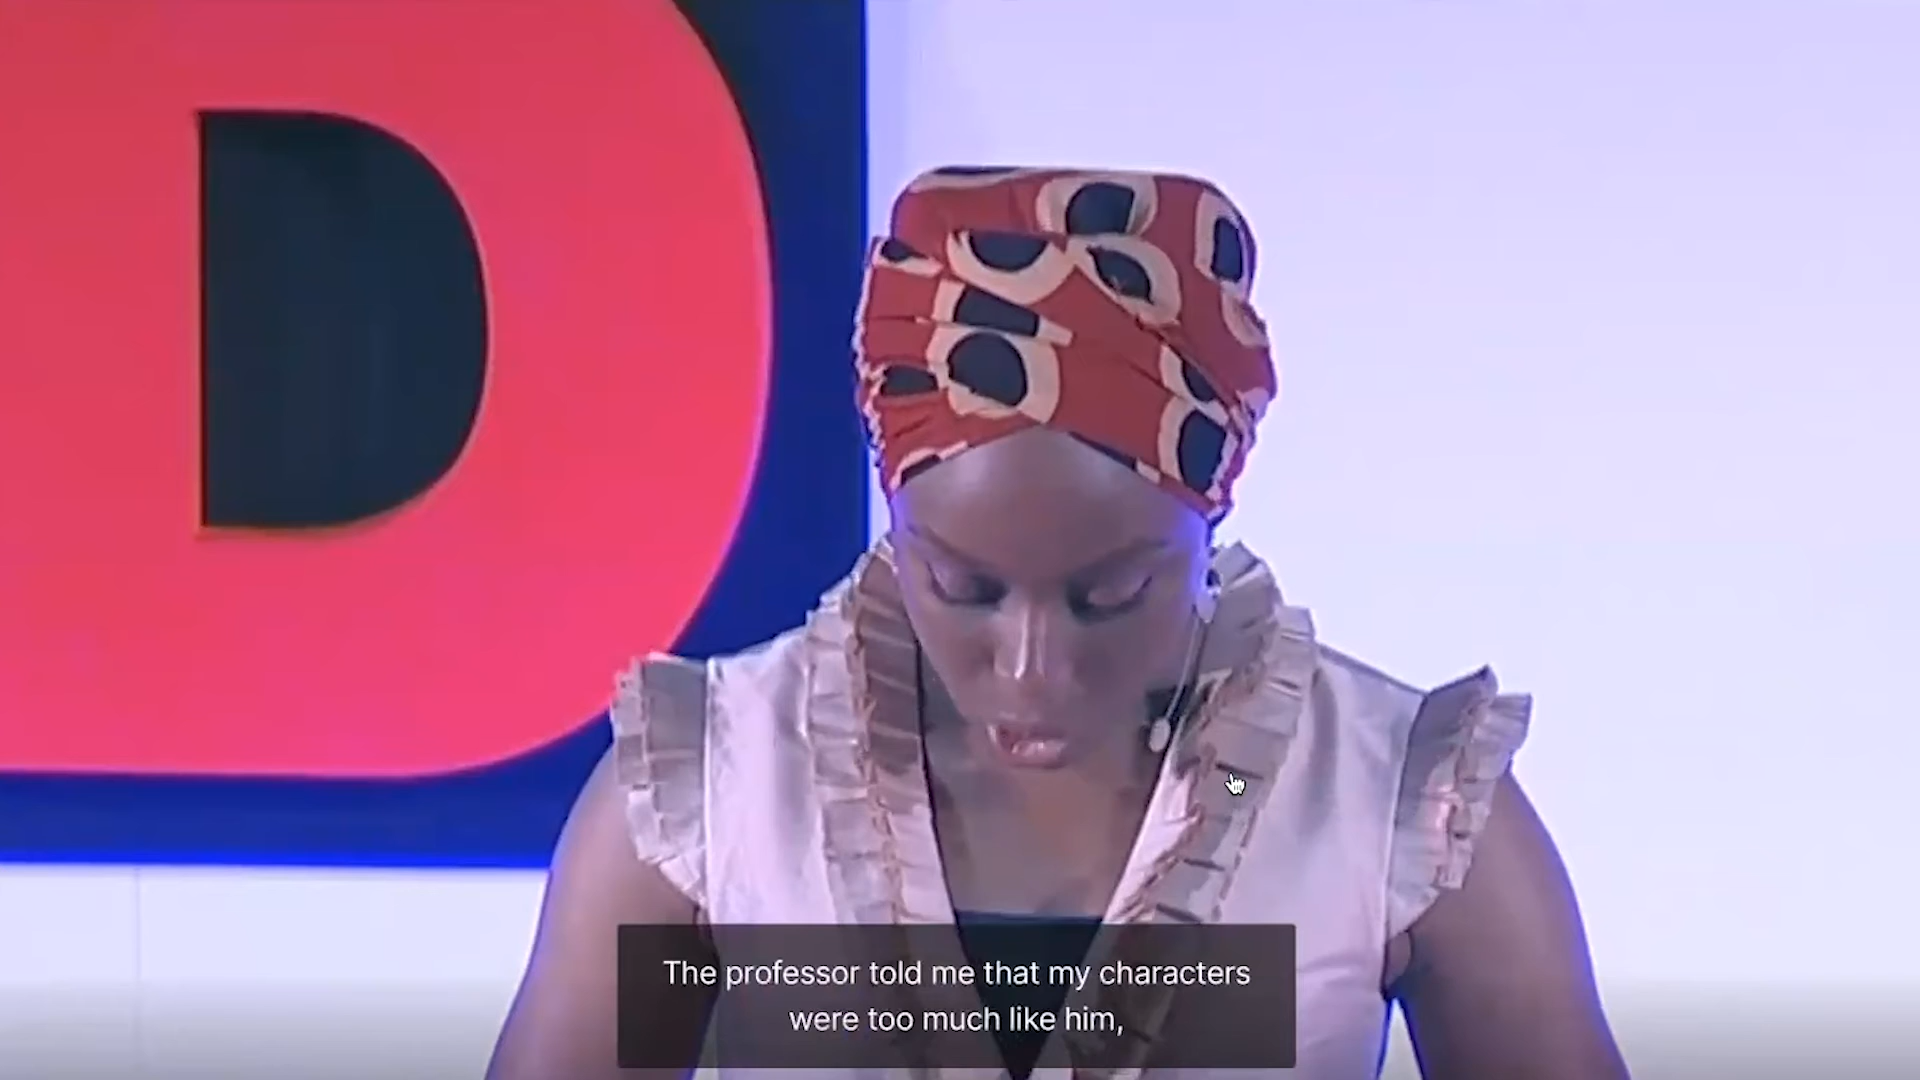 D
The professor told me that my characters
were too much like him,